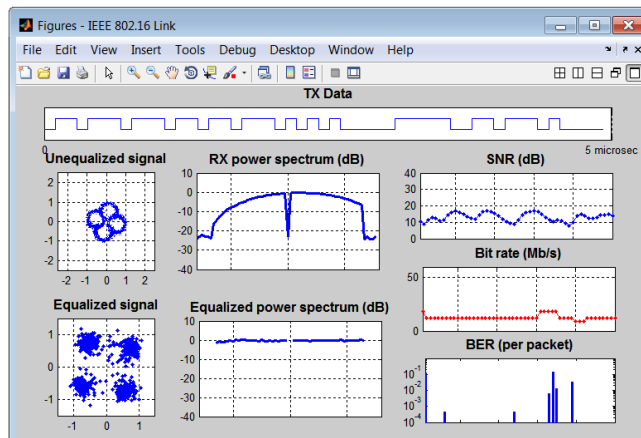 Figures - IEEE 802.16 Link
File Edit View Insert Tools Debug Desktop Window Help
TX Data
0
5 microsec
Unequalized signal
2
1
0
-1
-2
-2 -1 0 1 2
RX power spectrum (dB)
10
0
-10
-20
-30
-40
SNR (dB)
40
30
20
10
0
Bit rate (Mb/s)
50
0
Equalized signal
1
0
-1
-1 0 1
Equalized power spectrum (dB)
10
0
-10
-20
-30
-40
BER (per packet)
10-1
10-2
10-3
10-4